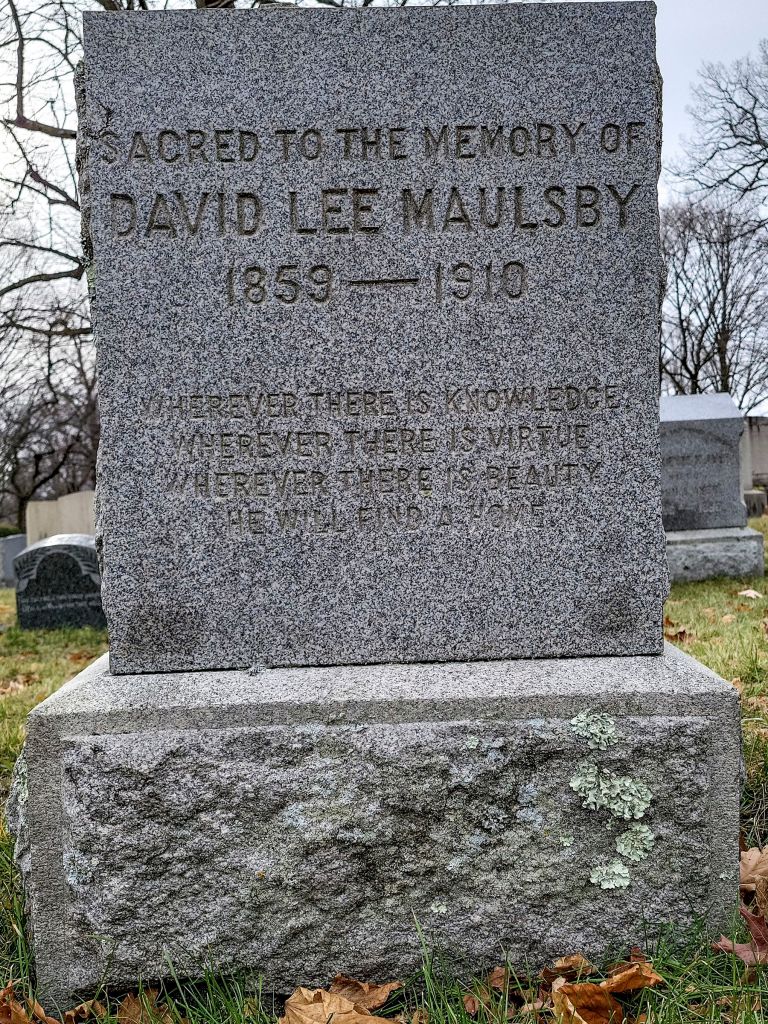 SACRED TO THE MEMORY OF
DAVID LEE MAULSBY
1859 — 1910
WHEREVER THERE IS KNOWLEDGE,
WHEREVER THERE IS VIRTUE
WHEREVER THERE IS BEAUTY
HE WILL FIND A HOME